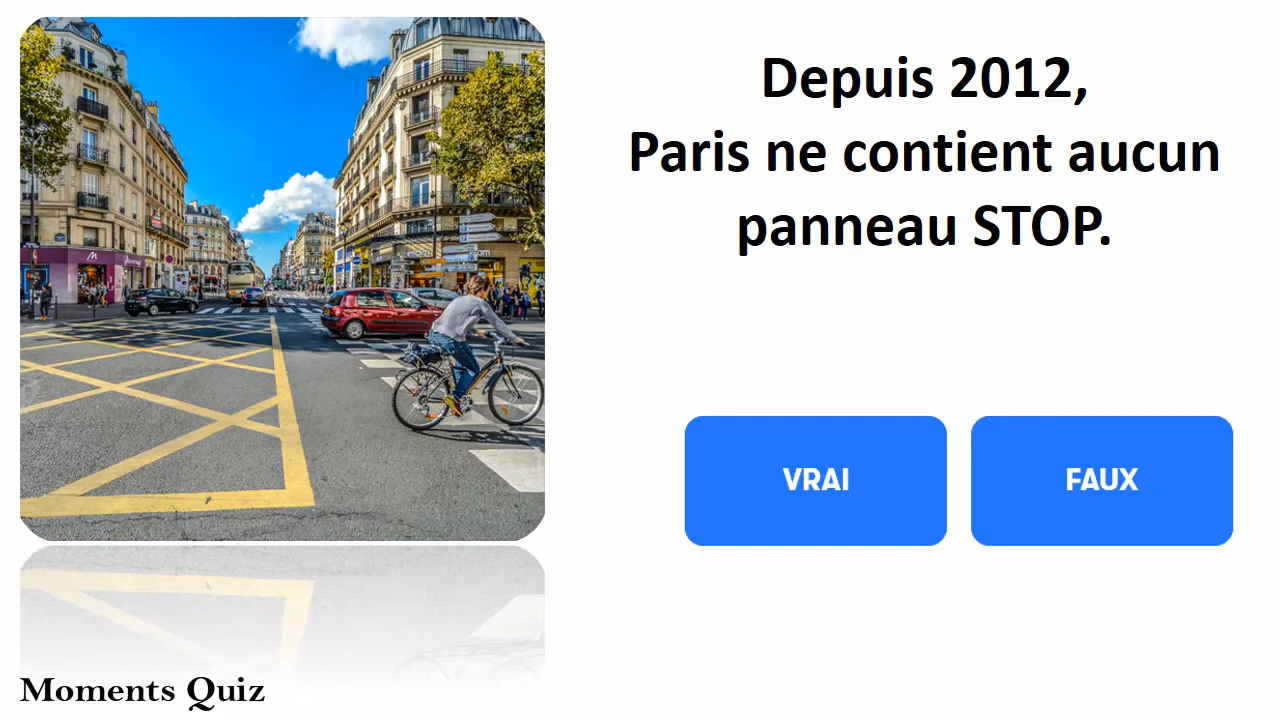 Depuis 2012,
Paris ne contient aucun
panneau STOP.
VRAI
FAUX
Moments Quiz